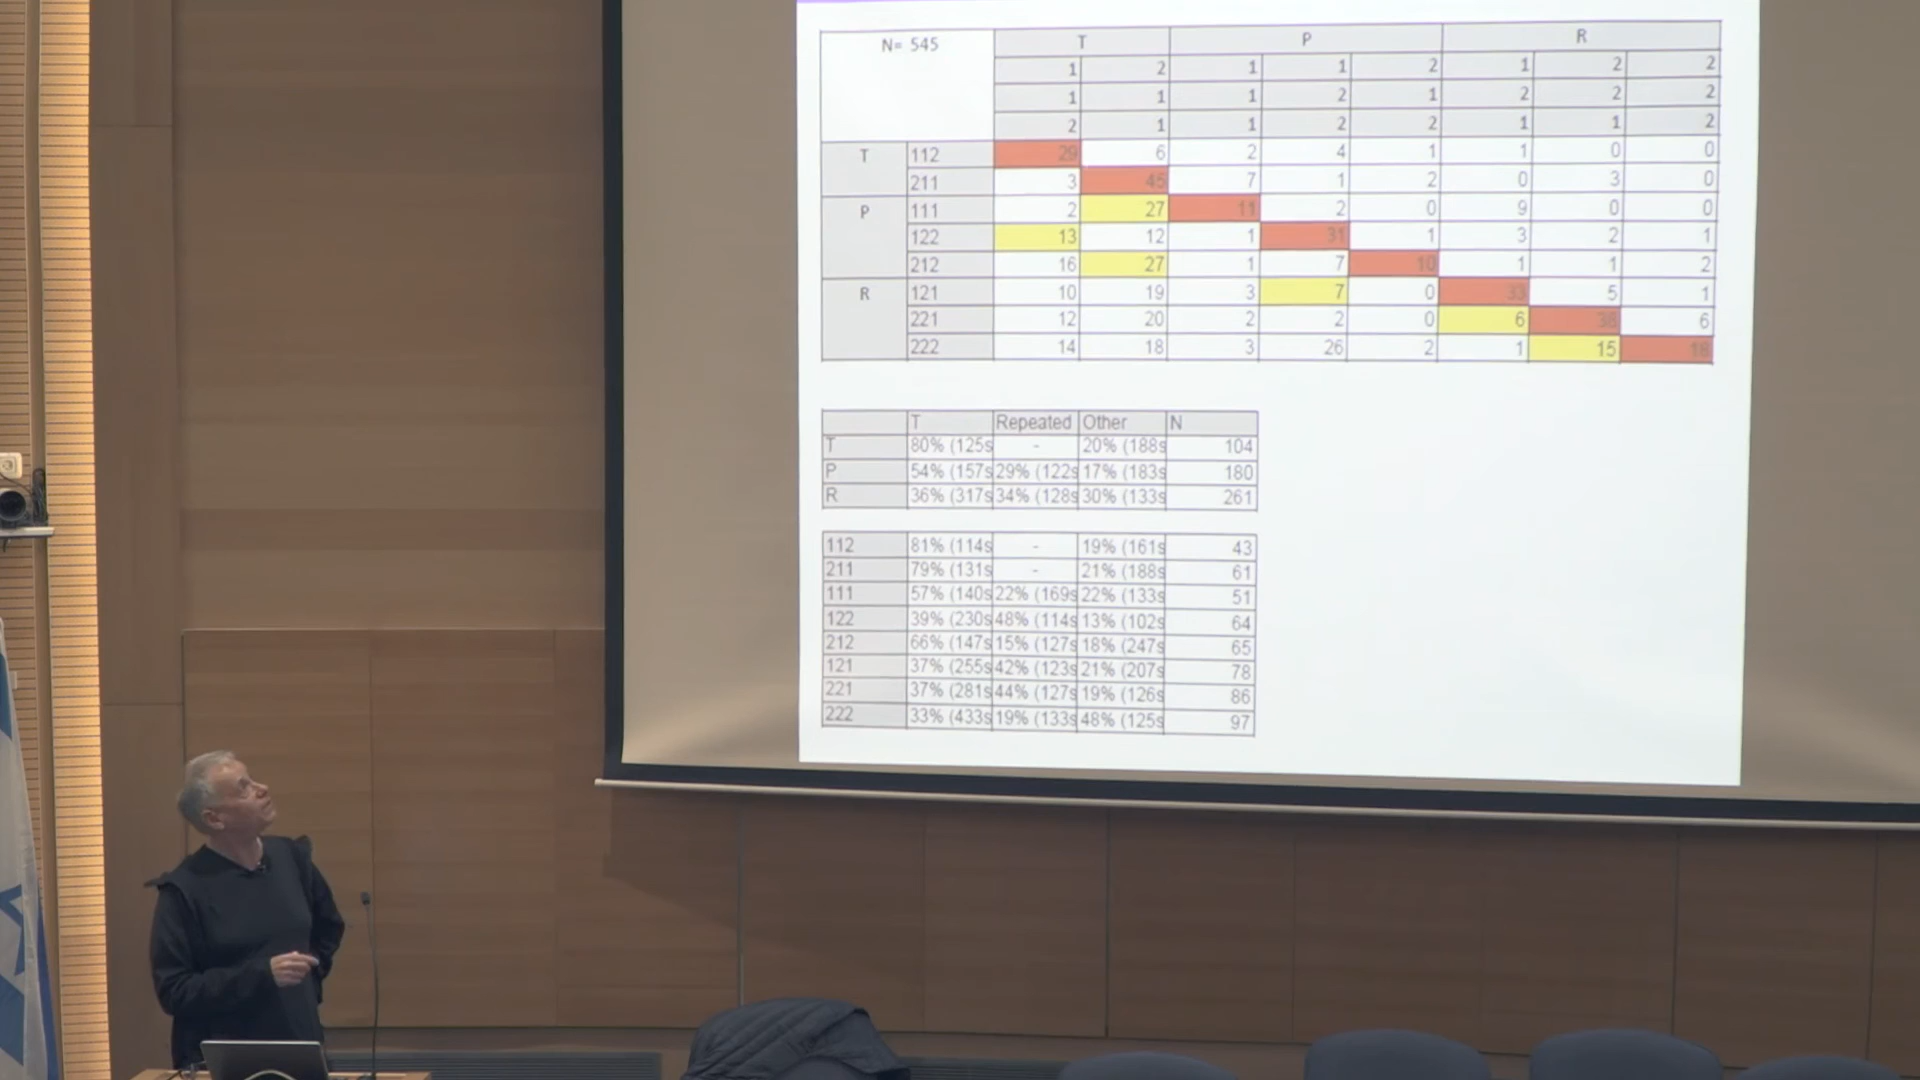 N= 545 T P R
1 2 1 1 2 1 2 2
1 1 1 2 1 2 2 2
2 1 1 2 2 1 1 2
T 112 29 6 2 4 1 1 0 0
211 3 45 7 1 2 0 3 0
P 111 2 27 11 2 0 9 0 0
122 13 12 1 31 1 3 2 1
212 16 27 1 7 10 1 1 2
R 121 10 19 3 7 0 33 5 1
221 12 20 2 2 0 6 38 6
222 14 18 3 26 2 1 15 18
T Repeated Other N
T 80% (125s - 20% (188s 104
P 54% (157s 29% (122s 17% (183s 180
R 36% (317s 34% (128s 30% (133s 261
112 81% (114s - 19% (161s 43
211 79% (131s - 21% (188s 61
111 57% (140s 22% (169s 22% (133s 51
122 39% (230s 48% (114s 13% (102s 64
212 66% (147s 15% (127s 18% (247s 65
121 37% (255s 42% (123s 21% (207s 78
221 37% (281s 44% (127s 19% (126s 86
222 33% (433s 19% (133s 48% (125s 97